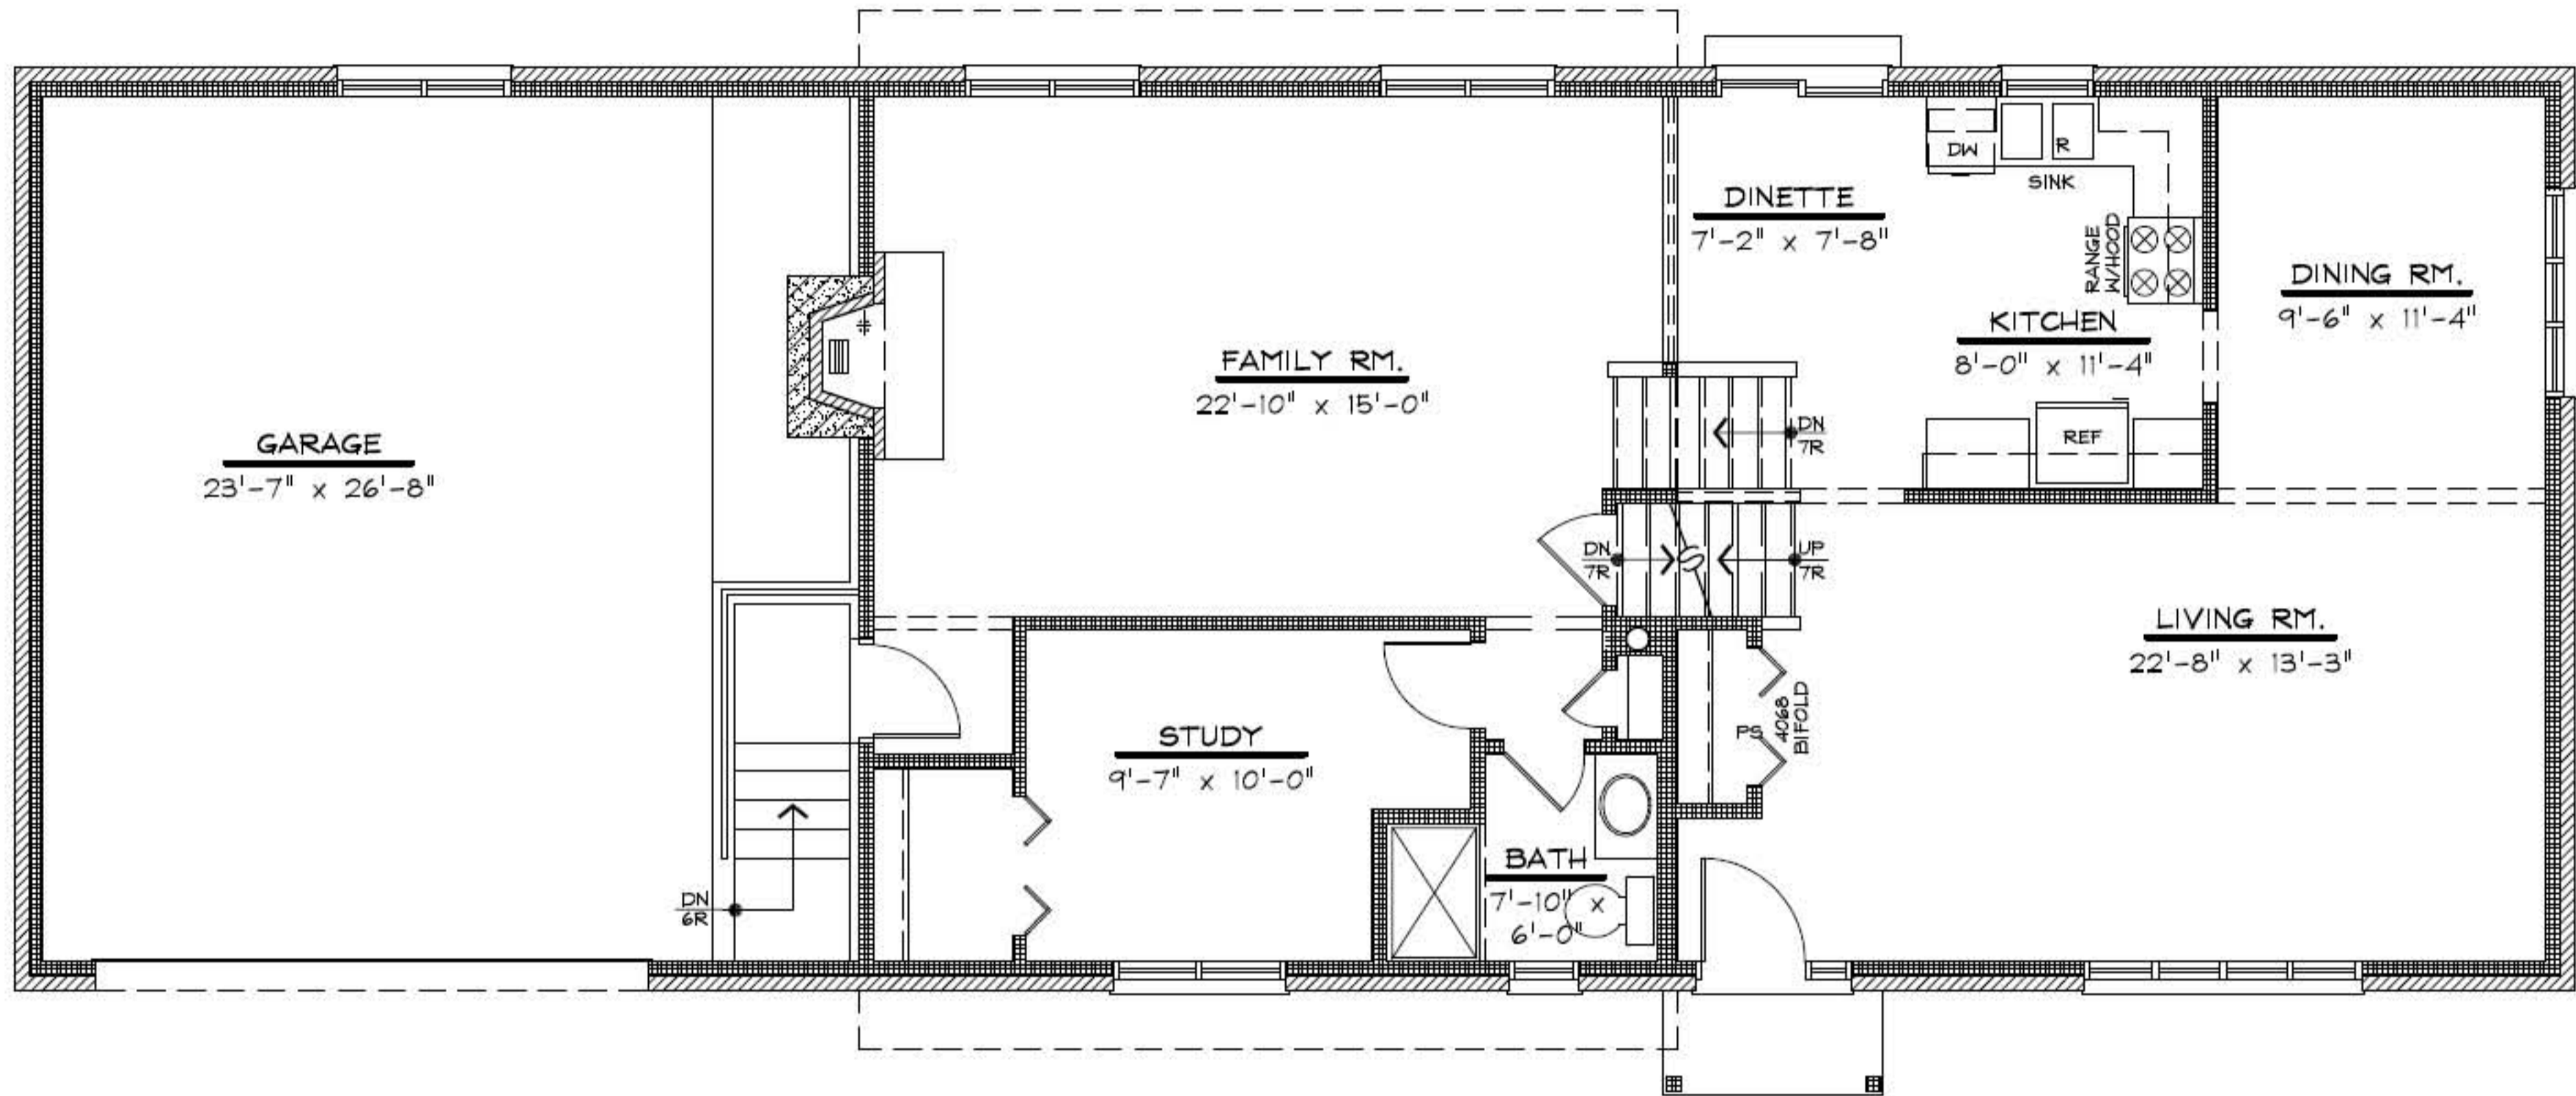 GARAGE
23'-7" x 26'-8"
DN
6R
FAMILY RM.
22'-10" x 15'-0"
STUDY
9'-7" x 10'-0"
BATH
7'-10" x
6'-0"
DINETTE
7'-2" x 7'-8"
DW
R
SINK
RANGE
W/HOOD
KITCHEN
8'-0" x 11'-4"
REF
DN
7R
DN
7R
UP
7R
PS
4068
BIFOLD
DINING RM.
9'-6" x 11'-4"
LIVING RM.
22'-8" x 13'-3"